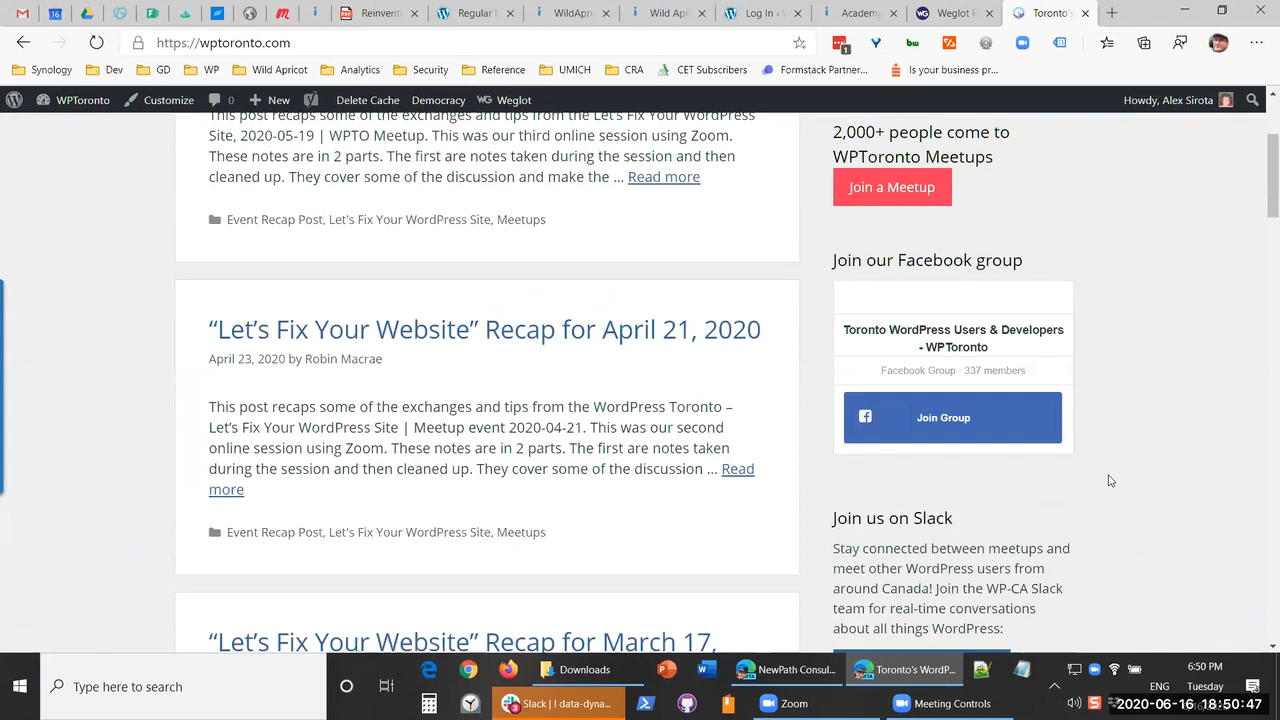 Reinvent
Regular
WildApric
Wild Apr
Log In ‹
Academy
Weglot
Toronto's
https://wptoronto.com
1
Synology
Dev
GD
WP
Wild Apricot
Analytics
Security
Reference
UMICH
CRA
CET Subscribers
Formstack Partner...
Is your business pr...
WPToronto
Customize
0
New
Delete Cache
Democracy
Weglot
Howdy, Alex Sirota
This post recaps some of the exchanges and tips from the Let's Fix Your WordPress
Site, 2020-05-19 | WPTO Meetup. This was our third online session using Zoom.
These notes are in 2 parts. The first are notes taken during the session and then
cleaned up. They cover some of the discussion and make the ... Read more
Event Recap Post, Let's Fix Your WordPress Site, Meetups
“Let’s Fix Your Website” Recap for April 21, 2020
April 23, 2020 by Robin Macrae
This post recaps some of the exchanges and tips from the WordPress Toronto –
Let’s Fix Your WordPress Site | Meetup event 2020-04-21. This was our second
online session using Zoom. These notes are in 2 parts. The first are notes taken
during the session and then cleaned up. They cover some of the discussion ... Read
more
Event Recap Post, Let's Fix Your WordPress Site, Meetups
“Let’s Fix Your Website” Recap for March 17,
2,000+ people come to
WPToronto Meetups
Join a Meetup
Join our Facebook group
Toronto WordPress Users & Developers
- WPToronto
Facebook Group · 337 members
Join Group
Join us on Slack
Stay connected between meetups and
meet other WordPress users from
around Canada! Join the WP-CA Slack
team for real-time conversations
about all things WordPress:
Type here to search
Downloads
NewPath Consul...
Toronto's WordP...
Slack | ! data-dyna...
Zoom
Meeting Controls
ENG
6:50 PM
Tuesday
2020-06-16 18:50:47